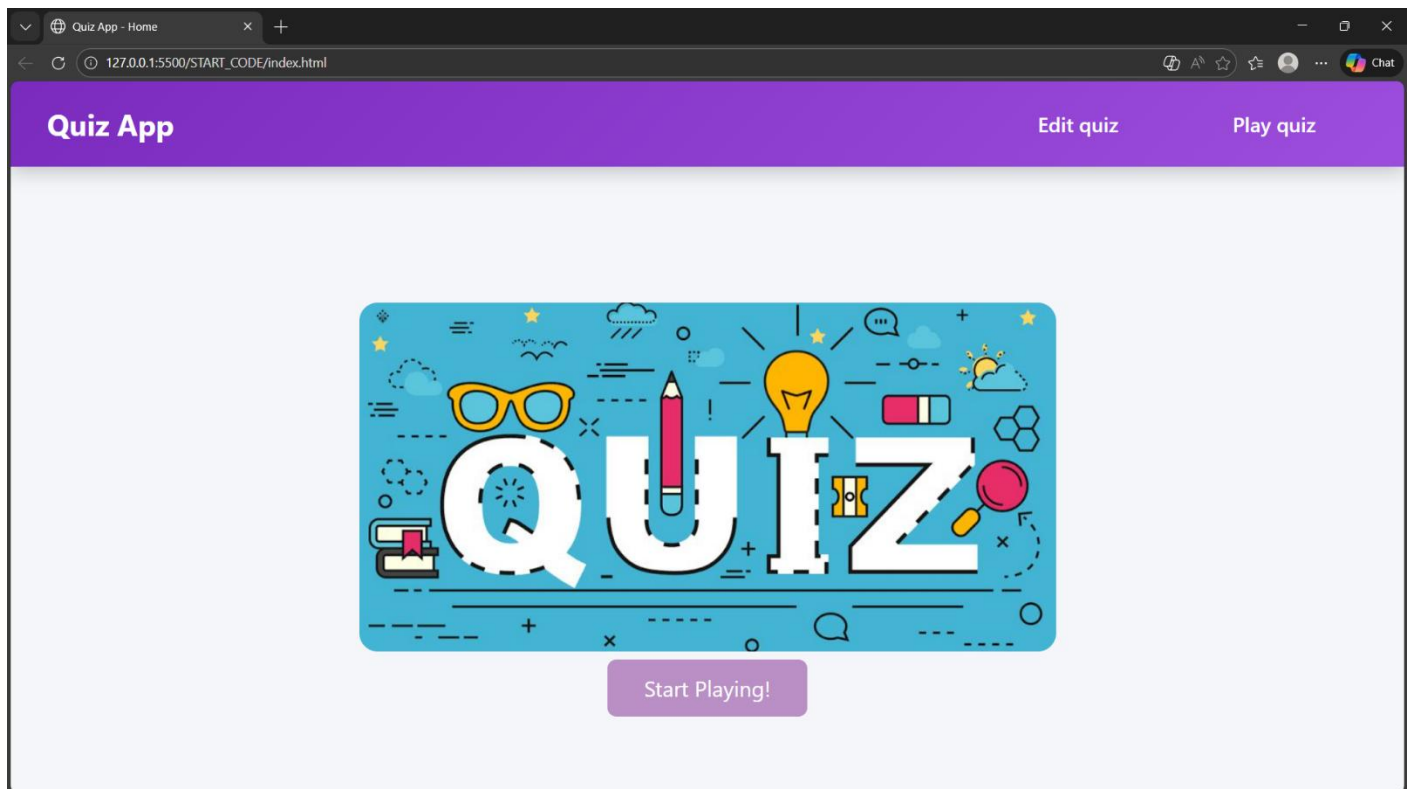 Quiz App - Home
127.0.0.1:5500/START_CODE/index.html
Chat
Quiz App
Edit quiz
Play quiz
QUIZ
Start Playing!